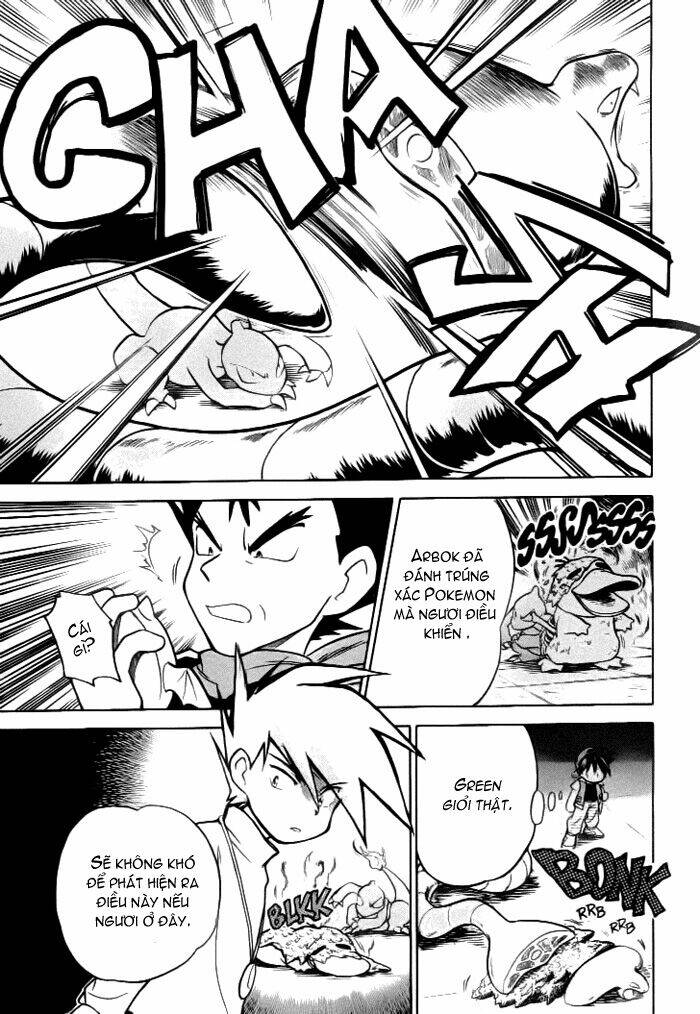 CHA
A
SSSSSSSSS
Arbok đã
đánh trúng
xác Pokemon
mà ngươi điều
khiển .
Cái
gì?
Green
giỏi thật.
BONK
RRB
RRB
Sẽ không khó
để phát hiện ra
điều này nếu
ngươi ở đây.
BLKK